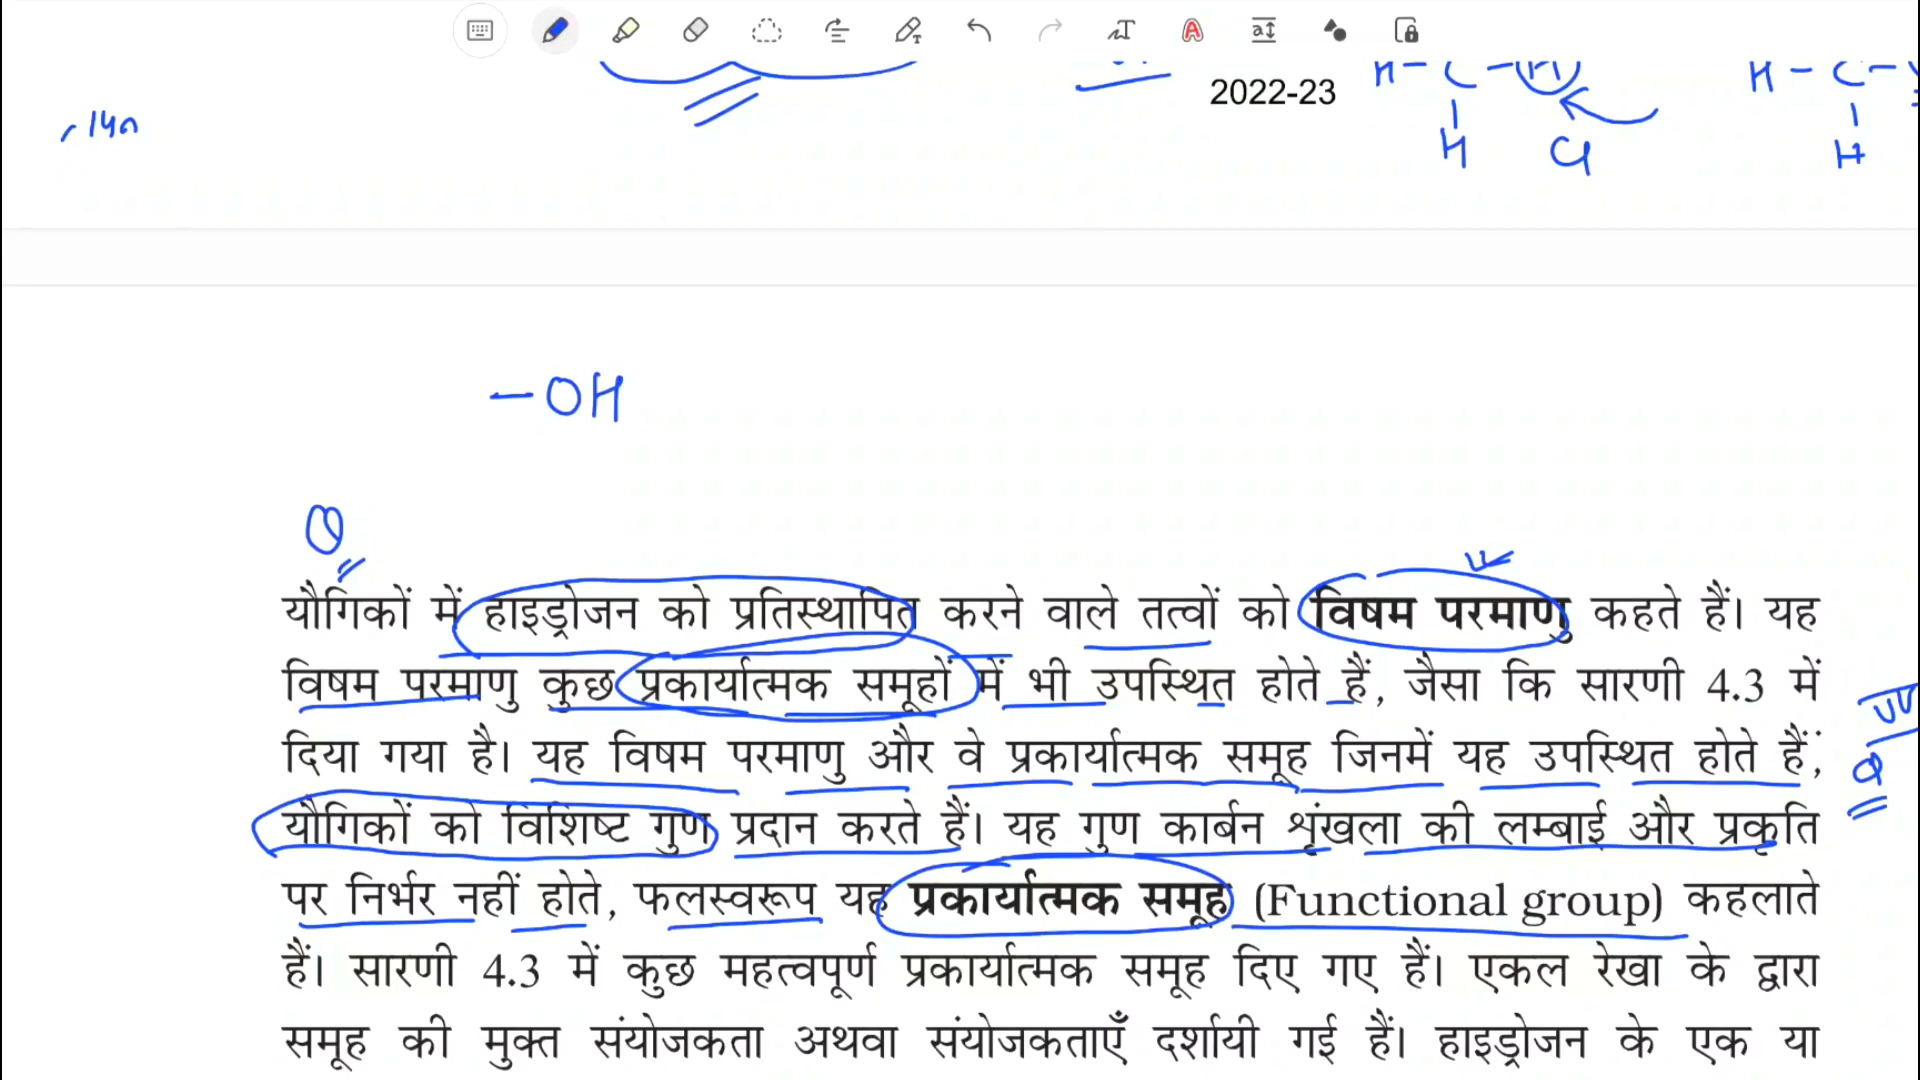 2022-23
H - C - H
H - C -
H
Cl
H
-OH
Q
यौगिकों में हाइड्रोजन को प्रतिस्थापित करने वाले तत्वों को विषम परमाणु कहते हैं। यह
विषम परमाणु कुछ प्रकार्यात्मक समूहों में भी उपस्थित होते हैं, जैसा कि सारणी 4.3 में
दिया गया है। यह विषम परमाणु और वे प्रकार्यात्मक समूह जिनमें यह उपस्थित होते हैं,
Q
यौगिकों को विशिष्ट गुण प्रदान करते हैं। यह गुण कार्बन शृंखला की लम्बाई और प्रकृति
पर निर्भर नहीं होते, फलस्वरूप यह प्रकार्यात्मक समूह (Functional group) कहलाते
हैं। सारणी 4.3 में कुछ महत्वपूर्ण प्रकार्यात्मक समूह दिए गए हैं। एकल रेखा के द्वारा
समूह की मुक्त संयोजकता अथवा संयोजकताएँ दर्शायी गई हैं। हाइड्रोजन के एक या